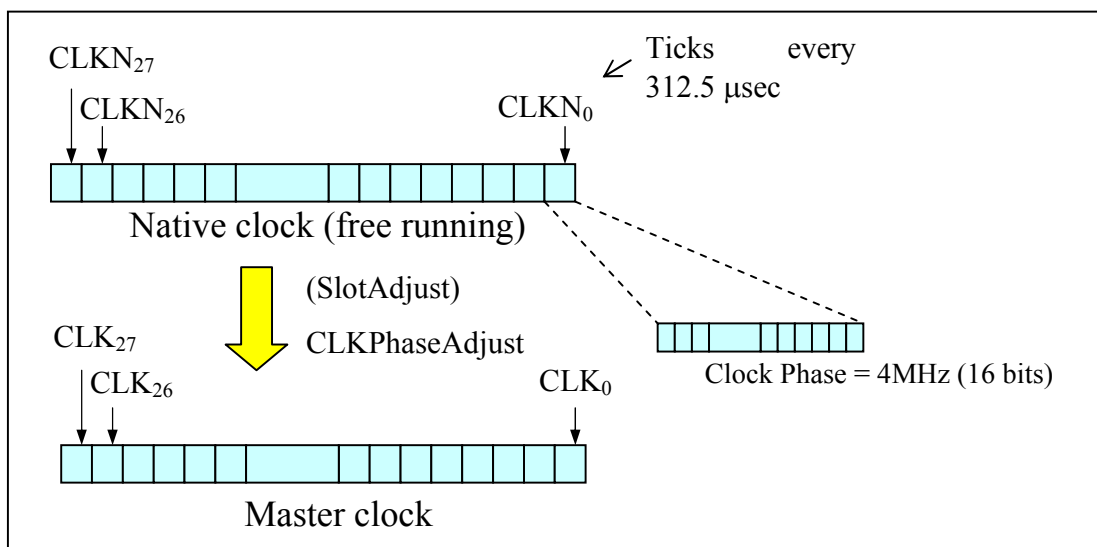 CLKN₂₇
CLKN₂₆
CLKN₀
Ticks every
312.5 μsec
Native clock (free running)
(SlotAdjust)
CLKPhaseAdjust
Clock Phase = 4MHz (16 bits)
CLK₂₇
CLK₂₆
CLK₀
Master clock